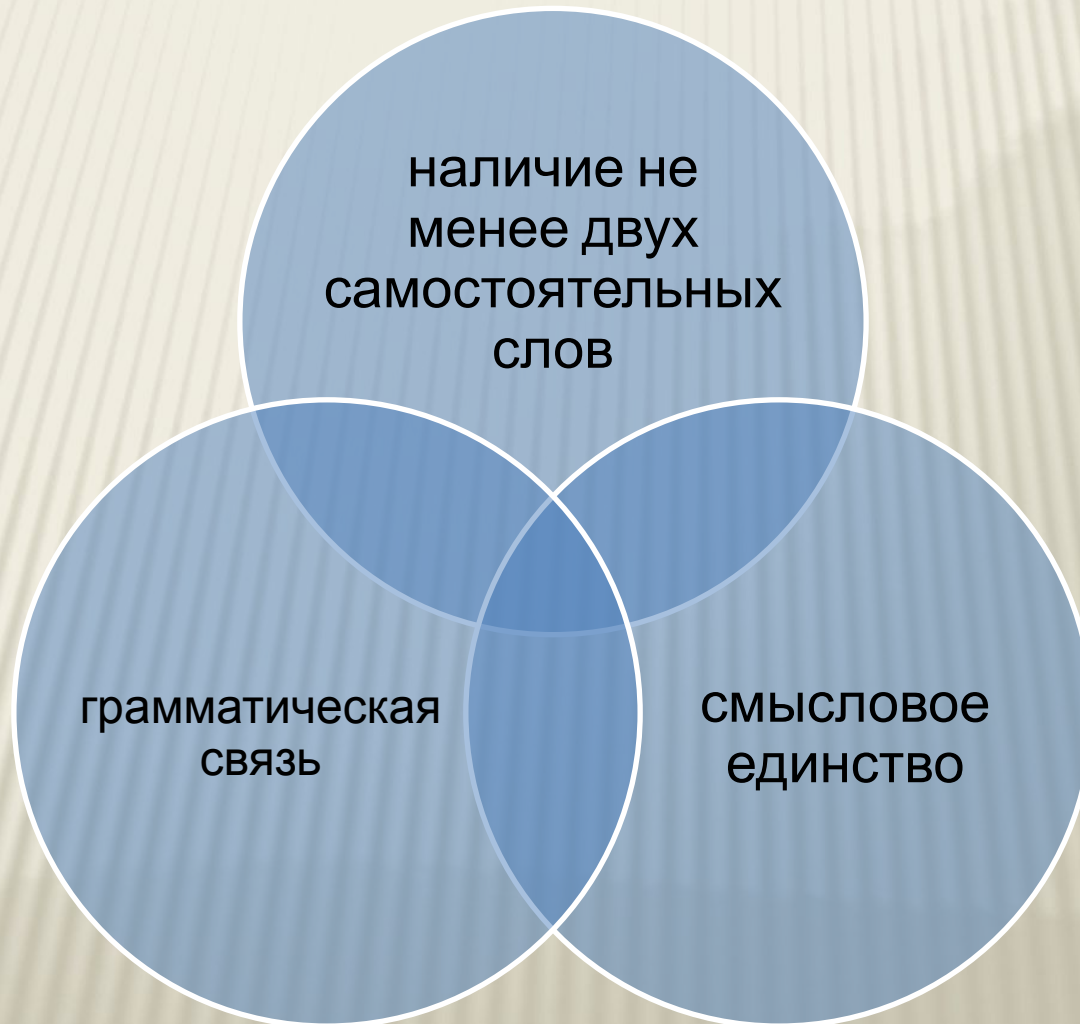 наличие не
менее двух
самостоятельных
слов
грамматическая
связь
смысловое
единство